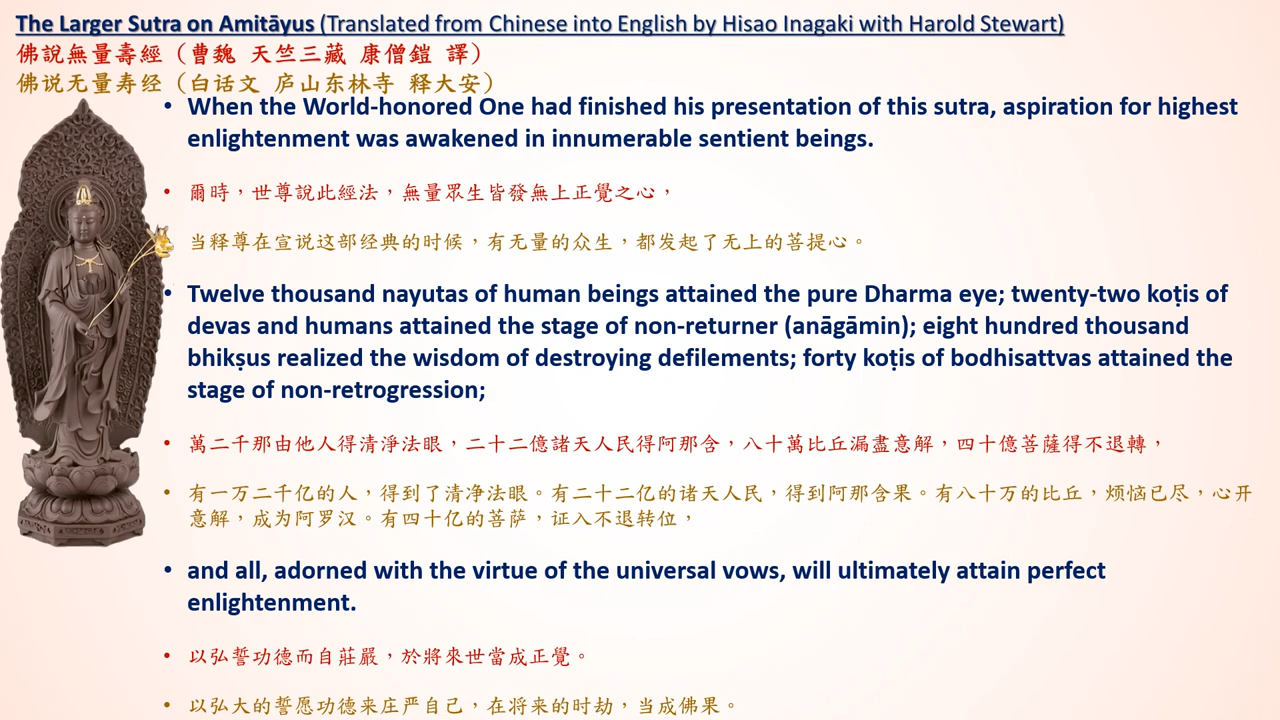 The Larger Sutra on Amitāyus (Translated from Chinese into English by Hisao Inagaki with Harold Stewart)
佛說無量壽經（曹魏 天竺三藏 康僧鎧 譯）
佛说无量寿经（白话文 庐山东林寺 释大安）
• When the World-honored One had finished his presentation of this sutra, aspiration for highest
enlightenment was awakened in innumerable sentient beings.
• 爾時，世尊說此經法，無量眾生皆發無上正覺之心，
• 当释尊在宣说这部经典的时候，有无量的众生，都发起了无上的菩提心。
• Twelve thousand nayutas of human beings attained the pure Dharma eye; twenty-two koṭis of
devas and humans attained the stage of non-returner (anāgāmin); eight hundred thousand
bhikṣus realized the wisdom of destroying defilements; forty koṭis of bodhisattvas attained the
stage of non-retrogression;
• 萬二千那由他人得清淨法眼，二十二億諸天人民得阿那含，八十萬比丘漏盡意解，四十億菩薩得不退轉，
• 有一万二千亿的人，得到了清净法眼。有二十二亿的诸天人民，得到阿那含果。有八十万的比丘，烦恼已尽，心开
意解，成为阿罗汉。有四十亿的菩萨，证入不退转位，
• and all, adorned with the virtue of the universal vows, will ultimately attain perfect
enlightenment.
• 以弘誓功德而自莊嚴，於將來世當成正覺。
• 以弘大的誓愿功德来庄严自己，在将来的时劫，当成佛果。